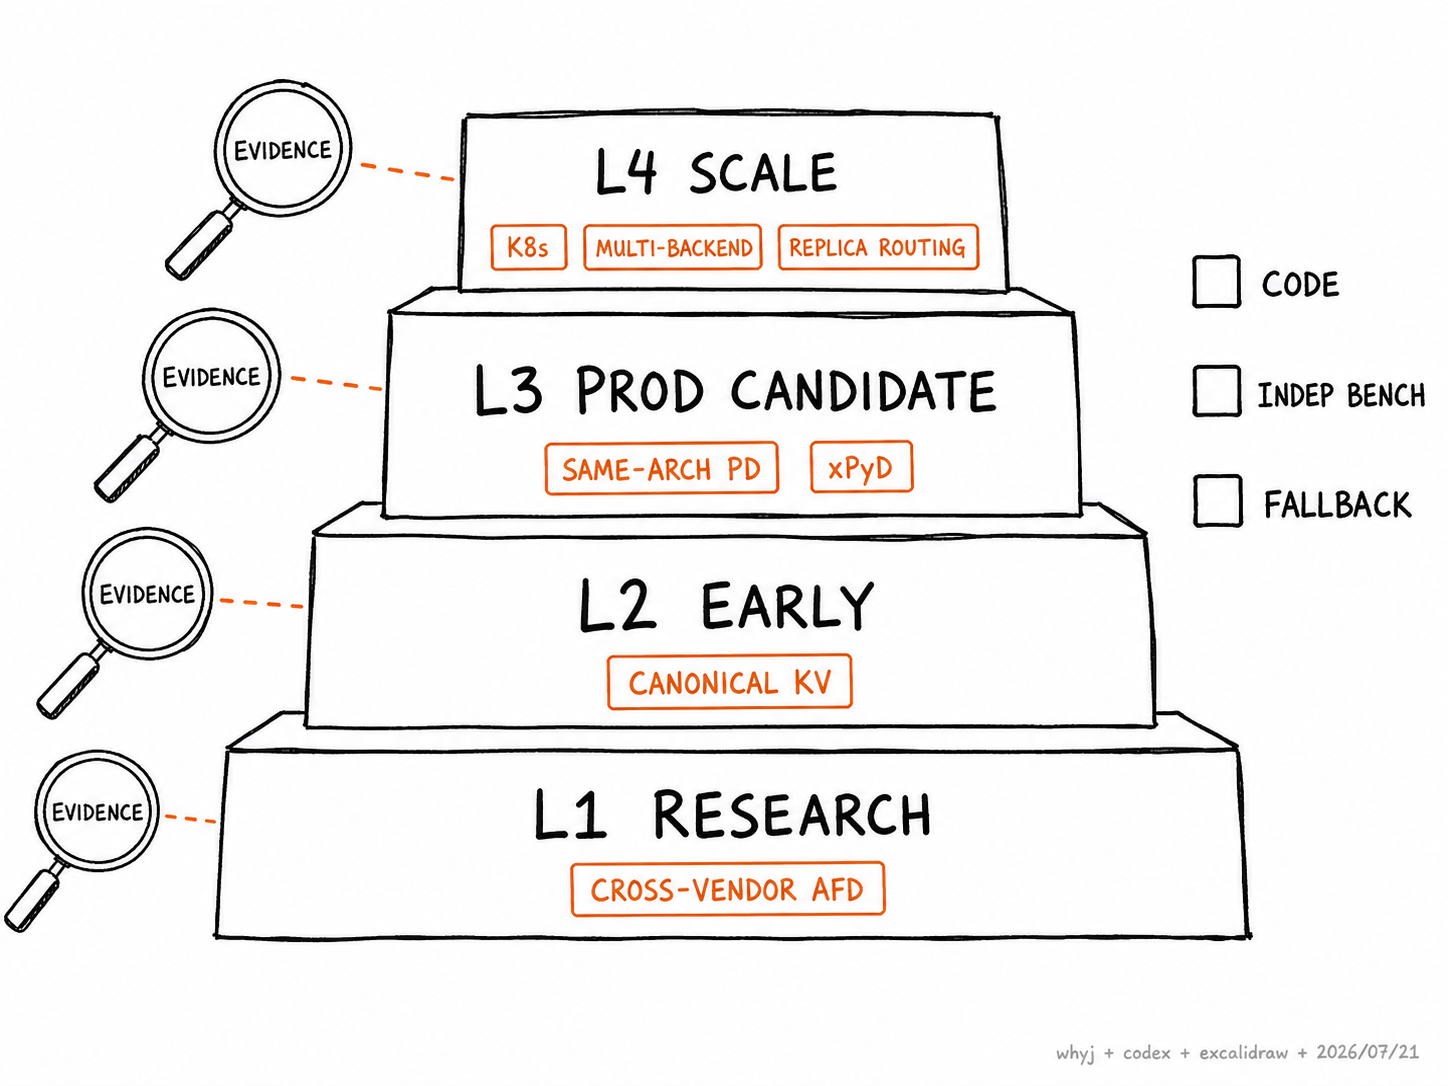 EVIDENCE
L4 SCALE
K8s
MULTI-BACKEND
REPLICA ROUTING
EVIDENCE
L3 PROD CANDIDATE
SAME-ARCH PD
xPyD
EVIDENCE
L2 EARLY
CANONICAL KV
EVIDENCE
L1 RESEARCH
CROSS-VENDOR AFD
CODE
INDEP BENCH
FALLBACK
whyj + codex + excalidraw + 2026/07/21